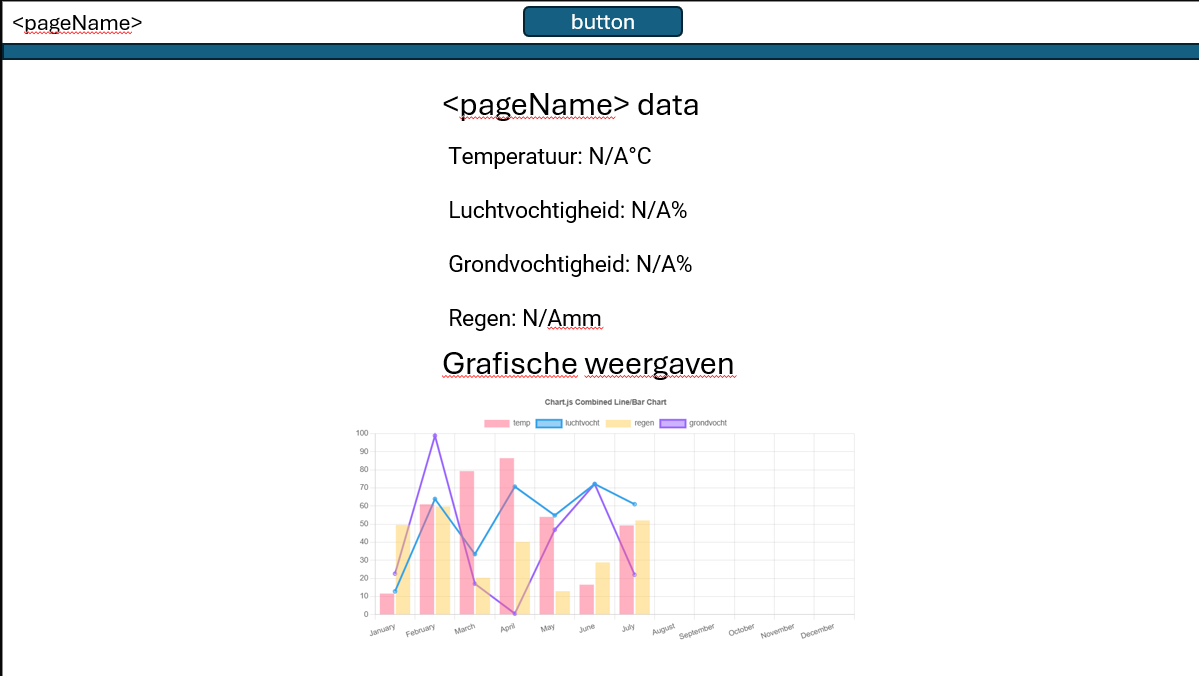 <pageName>
button
<pageName> data
Temperatuur: N/A°C
Luchtvochtigheid: N/A%
Grondvochtigheid: N/A%
Regen: N/Amm
Grafische weergaven
Chart.js Combined Line/Bar Chart
temp luchtvocht regen grondvocht
100
90
80
70
60
50
40
30
20
10
0
January February March April May June July August September October November December